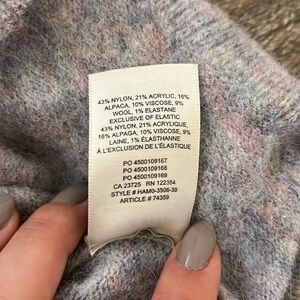 43% NYLON, 21% ACRYLIC, 16%
ALPACA, 10% VISCOSE, 9%
WOOL, 1% ELASTANE
EXCLUSIVE OF ELASTIC
43% NYLON, 21% ACRYLIQUE,
16% ALPAGA, 10% VISCOSE, 9%
LAINE, 1% ÉLASTHANNE
À L'EXCLUSION DE L'ÉLASTIQUE
PO 4500109167
PO 4500109168
PO 4500109169
CA 23725 RN 122354
STYLE # HAM0-3506-39
ARTICLE # 74359